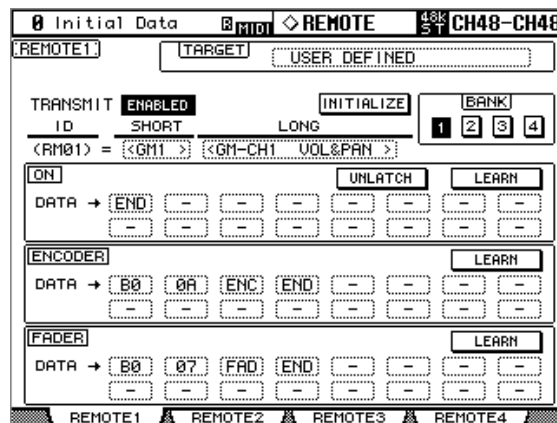 0 Initial Data B MIDI ◇REMOTE 48K ST CH48-CH48
REMOTE1 TARGET USER DEFINED
TRANSMIT ENABLED INITIALIZE BANK
ID SHORT LONG 1 2 3 4
(RM01) = <GM1 > <GM-CH1 VOL&PAN >
ON UNLATCH LEARN
DATA → END - - - - - - -
- - - - - - - -
ENCODER LEARN
DATA → B0 0A ENC END - - - -
- - - - - - - -
FADER LEARN
DATA → B0 07 FAD END - - - -
- - - - - - - -
REMOTE1 REMOTE2 REMOTE3 REMOTE4